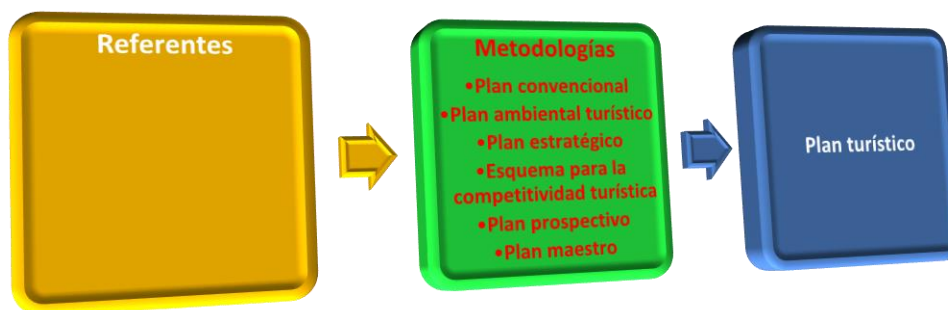 Referentes
Metodologías
•Plan convencional
•Plan ambiental turístico
•Plan estratégico
•Esquema para la
competitividad turística
•Plan prospectivo
•Plan maestro
Plan turístico